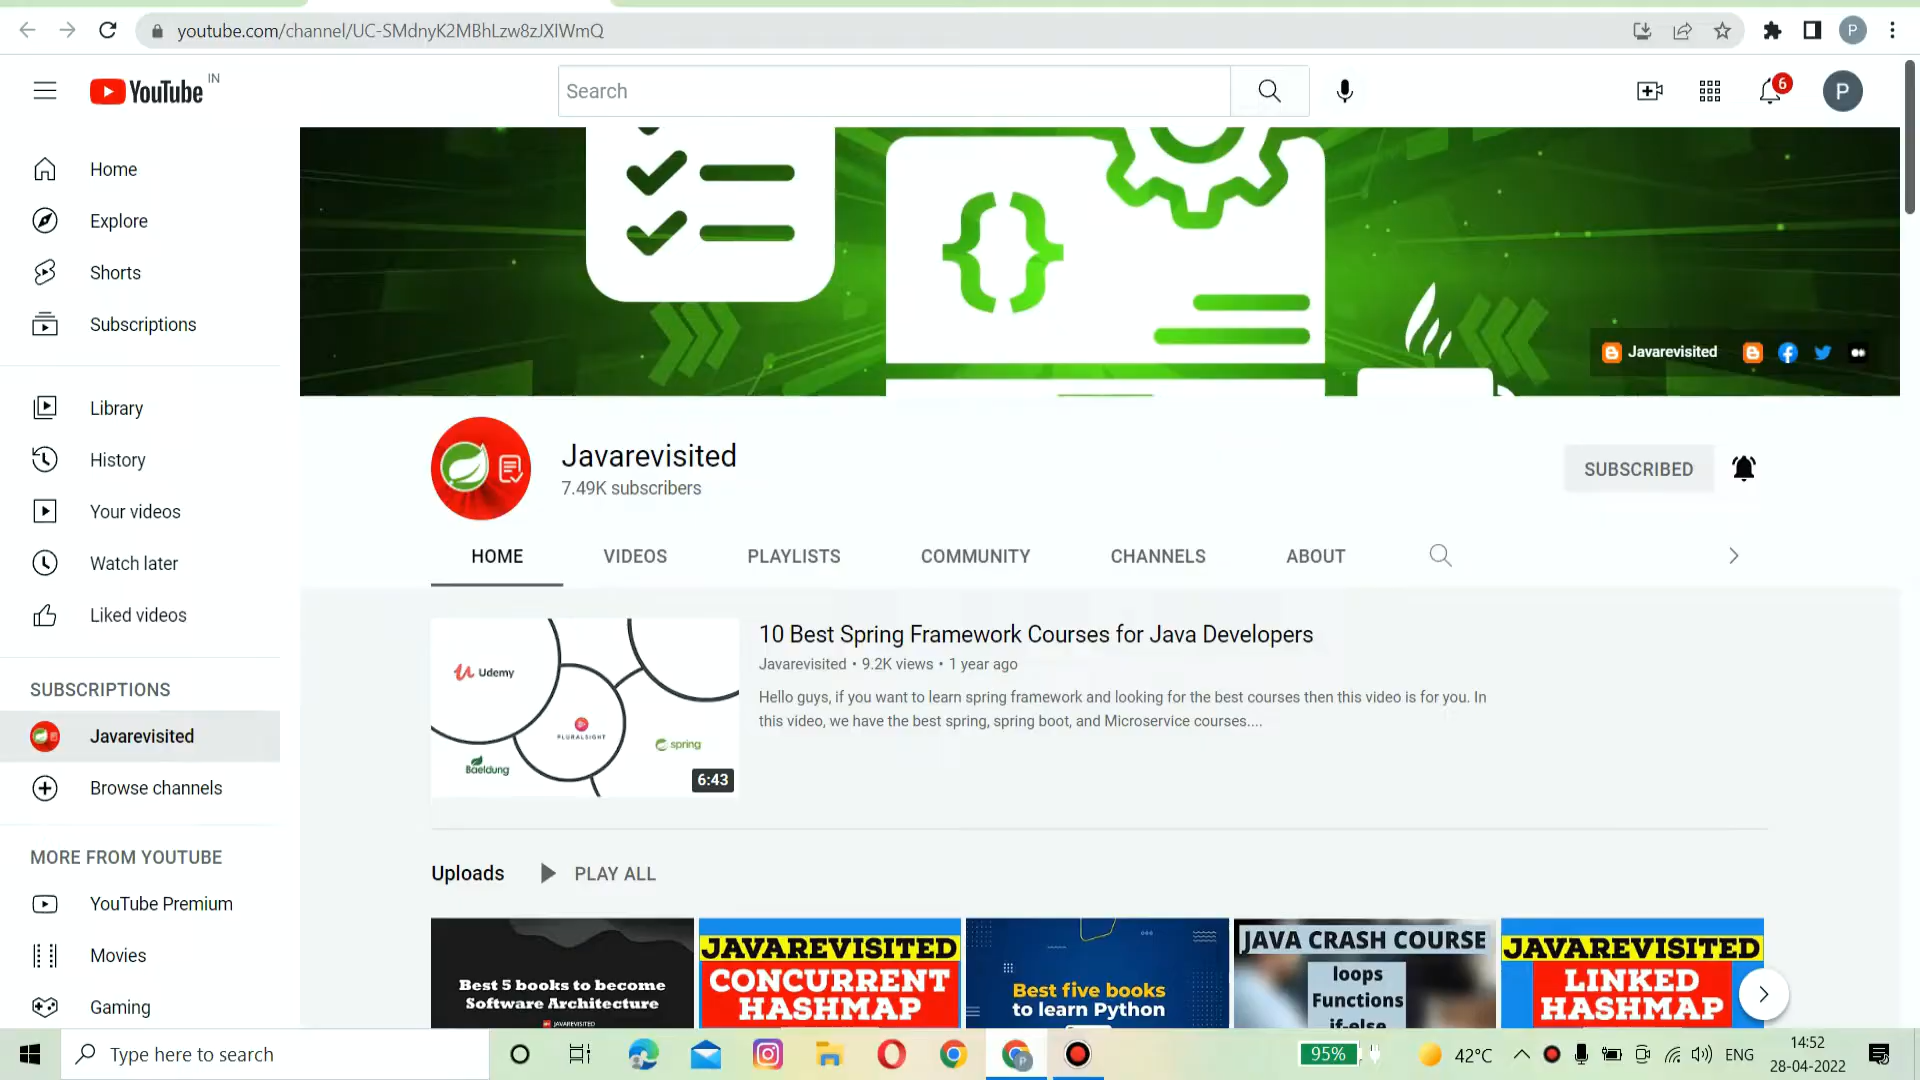 youtube.com/channel/UC-SMdnyK2MBhLzw8zJXIWmQ
P
YouTube IN
Search
6
P
Home
Explore
Shorts
Subscriptions
Library
History
Your videos
Watch later
Liked videos
SUBSCRIPTIONS
Javarevisited
Browse channels
MORE FROM YOUTUBE
YouTube Premium
Movies
Gaming
{}
Javarevisited
Javarevisited
7.49K subscribers
SUBSCRIBED
HOME VIDEOS PLAYLISTS COMMUNITY CHANNELS ABOUT
Udemy
PLURALSIGHT
spring
Baeldung
6:43
10 Best Spring Framework Courses for Java Developers
Javarevisited • 9.2K views • 1 year ago
Hello guys, if you want to learn spring framework and looking for the best courses then this video is for you. In
this video, we have the best spring, spring boot, and Microservice courses....
Uploads PLAY ALL
Best 5 books to become
Software Architecture
JAVAREVISITED
JAVAREVISITED
CONCURRENT
HASHMAP
Best five books
to learn Python
JAVA CRASH COURSE
loops
Functions
if-else
JAVAREVISITED
LINKED
HASHMAP
Type here to search
95%
42°C
ENG
14:52
28-04-2022